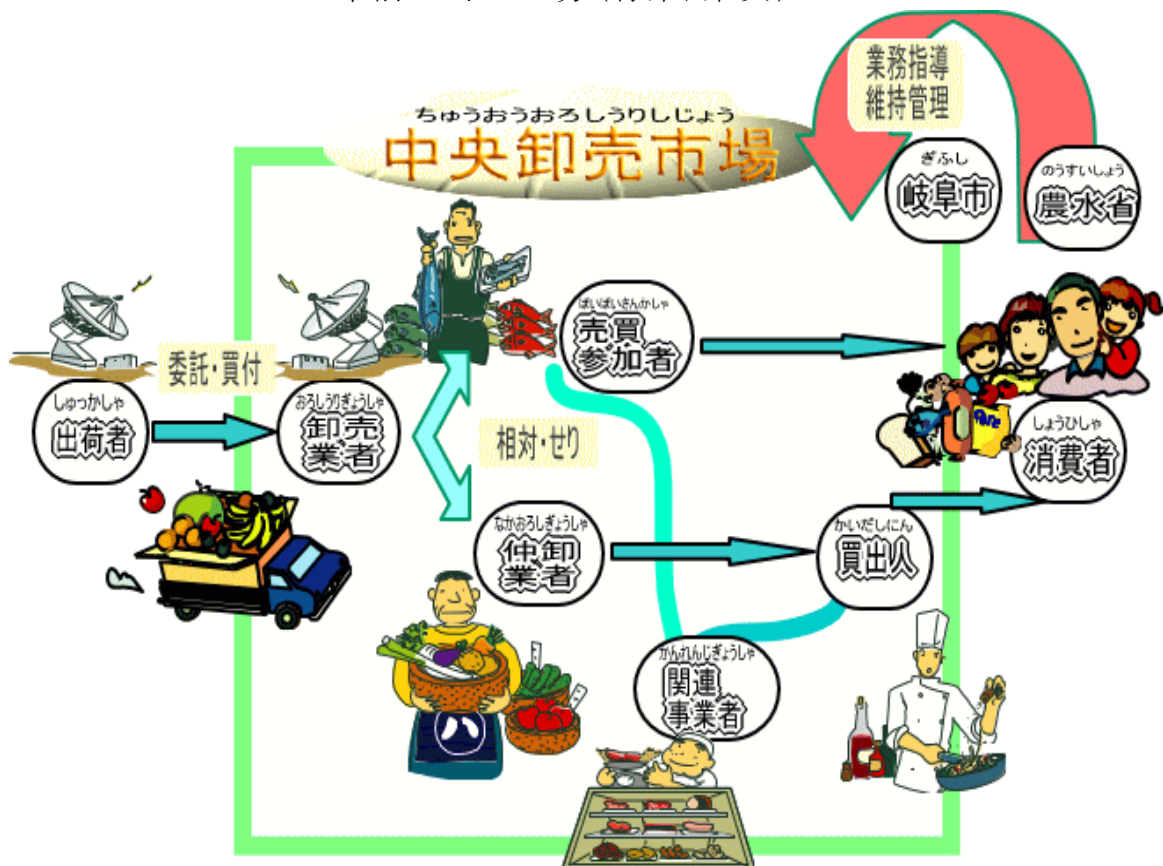 ちゅうおうおろしうりしじょう
中央卸売市場
業務指導
維持管理
ぎふし
岐阜市
のうすいしょう
農水省
ばいばいさんかしゃ
売買
参加者
委託・買付
しゅっかしゃ
出荷者
おろしうりぎょうしゃ
卸売
業者
相対・せり
しょうひしゃ
消費者
なかおろしぎょうしゃ
仲卸
業者
かいだしにん
買出人
かんれんじぎょうしゃ
関連
事業者